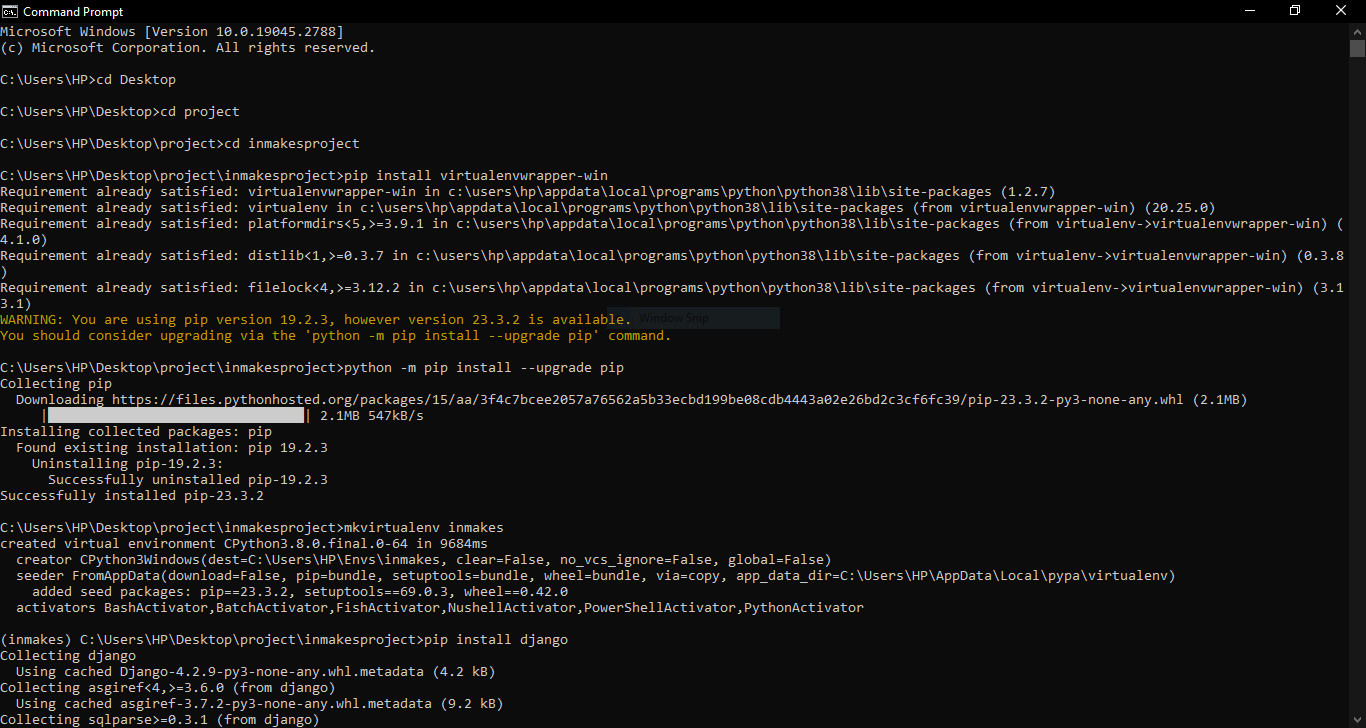 Command Prompt
Microsoft Windows [Version 10.0.19045.2788]
(c) Microsoft Corporation. All rights reserved.
C:\Users\HP>cd Desktop
C:\Users\HP\Desktop>cd project
C:\Users\HP\Desktop\project>cd inmakesproject
C:\Users\HP\Desktop\project\inmakesproject>pip install virtualenvwrapper-win
Requirement already satisfied: virtualenvwrapper-win in c:\users\hp\appdata\local\programs\python\python38\lib\site-packages (1.2.7)
Requirement already satisfied: virtualenv in c:\users\hp\appdata\local\programs\python\python38\lib\site-packages (from virtualenvwrapper-win) (20.25.0)
Requirement already satisfied: platformdirs<5,>=3.9.1 in c:\users\hp\appdata\local\programs\python\python38\lib\site-packages (from virtualenv->virtualenvwrapper-win) (
4.1.0)
Requirement already satisfied: distlib<1,>=0.3.7 in c:\users\hp\appdata\local\programs\python\python38\lib\site-packages (from virtualenv->virtualenvwrapper-win) (0.3.8
)
Requirement already satisfied: filelock<4,>=3.12.2 in c:\users\hp\appdata\local\programs\python\python38\lib\site-packages (from virtualenv->virtualenvwrapper-win) (3.1
3.1)
WARNING: You are using pip version 19.2.3, however version 23.3.2 is available. Window Snip
You should consider upgrading via the 'python -m pip install --upgrade pip' command.
C:\Users\HP\Desktop\project\inmakesproject>python -m pip install --upgrade pip
Collecting pip
Downloading https://files.pythonhosted.org/packages/15/aa/3f4c7bcee2057a76562a5b33ecbd199be08cdb4443a02e26bd2c3cf6fc39/pip-23.3.2-py3-none-any.whl (2.1MB)
| | 2.1MB 547kB/s
Installing collected packages: pip
Found existing installation: pip 19.2.3
Uninstalling pip-19.2.3:
Successfully uninstalled pip-19.2.3
Successfully installed pip-23.3.2
C:\Users\HP\Desktop\project\inmakesproject>mkvirtualenv inmakes
created virtual environment CPython3.8.0.final.0-64 in 9684ms
creator CPython3Windows(dest=C:\Users\HP\Envs\inmakes, clear=False, no_vcs_ignore=False, global=False)
seeder FromAppData(download=False, pip=bundle, setuptools=bundle, wheel=bundle, via=copy, app_data_dir=C:\Users\HP\AppData\Local\pypa\virtualenv)
added seed packages: pip==23.3.2, setuptools==69.0.3, wheel==0.42.0
activators BashActivator,BatchActivator,FishActivator,NushellActivator,PowerShellActivator,PythonActivator
(inmakes) C:\Users\HP\Desktop\project\inmakesproject>pip install django
Collecting django
Using cached Django-4.2.9-py3-none-any.whl.metadata (4.2 kB)
Collecting asgiref<4,>=3.6.0 (from django)
Using cached asgiref-3.7.2-py3-none-any.whl.metadata (9.2 kB)
Collecting sqlparse>=0.3.1 (from django)